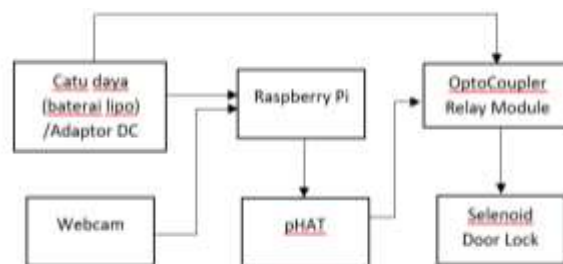 Catu daya
(baterai lipo)
/Adaptor DC
Raspberry Pi
OptoCoupler
Relay Module
Webcam
pHAT
Selenoid
Door Lock